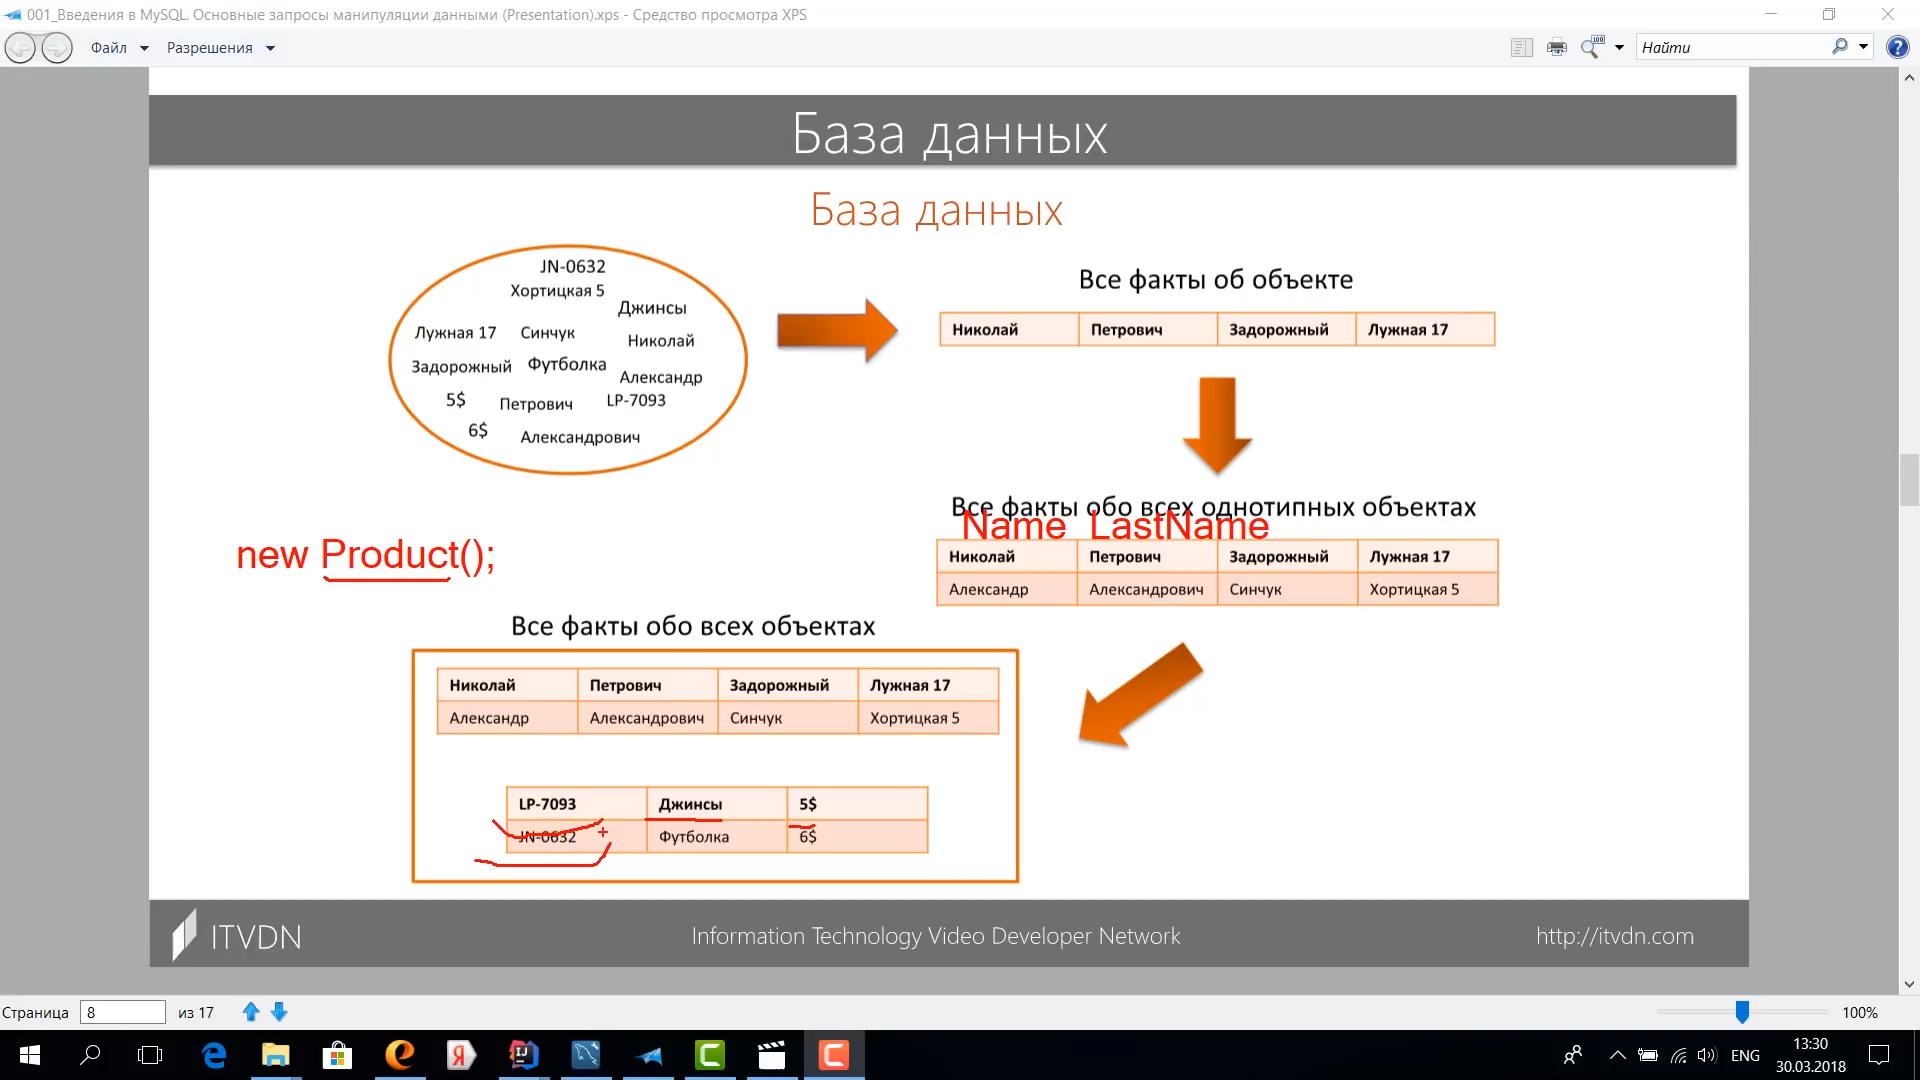 001_Введения в MySQL. Основные запросы манипуляции данными (Presentation).xps - Средство просмотра XPS
Файл Разрешения
100
Найти
База данных
База данных
JN-0632
Хортицкая 5
Джинсы
Лужная 17 Синчук
Николай
Задорожный Футболка
Александр
5$ Петрович LP-7093
6$ Александрович
Все факты об объекте
Николай Петрович Задорожный Лужная 17
Все факты обо всех однотипных объектах
Name LastName
Николай Петрович Задорожный Лужная 17
Александр Александрович Синчук Хортицкая 5
new Product();
Все факты обо всех объектах
Николай Петрович Задорожный Лужная 17
Александр Александрович Синчук Хортицкая 5
LP-7093 Джинсы 5$
JN-0632 Футболка 6$
ITVDN Information Technology Video Developer Network http://itvdn.com
Страница 8 из 17 100%
ENG 13:30
30.03.2018